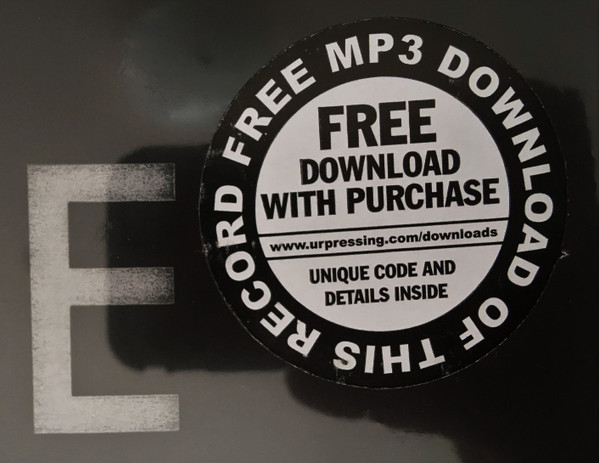 E
FREE MP3 DOWNLOAD OF THIS RECORD
FREE
DOWNLOAD
WITH PURCHASE
www.urpressing.com/downloads
UNIQUE CODE AND
DETAILS INSIDE